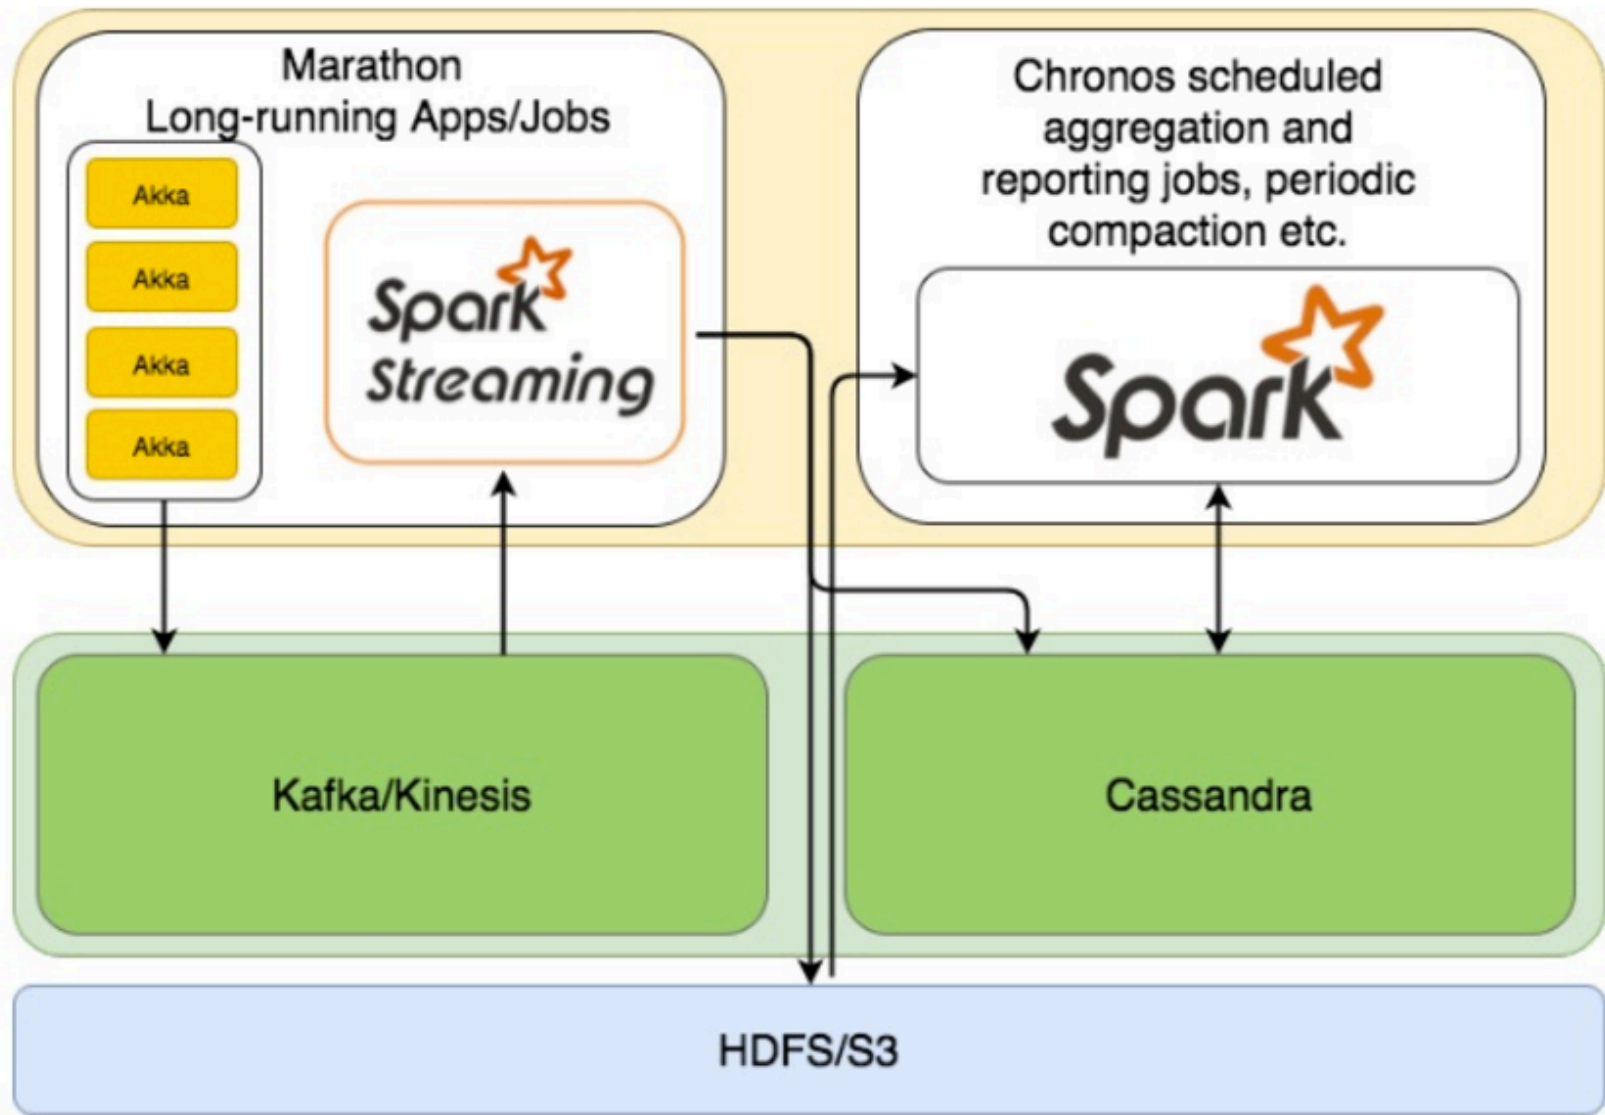 Marathon
Long-running Apps/Jobs
Akka
Akka
Akka
Akka
Spark
Streaming
Chronos scheduled
aggregation and
reporting jobs, periodic
compaction etc.
Spark
Kafka/Kinesis
Cassandra
HDFS/S3